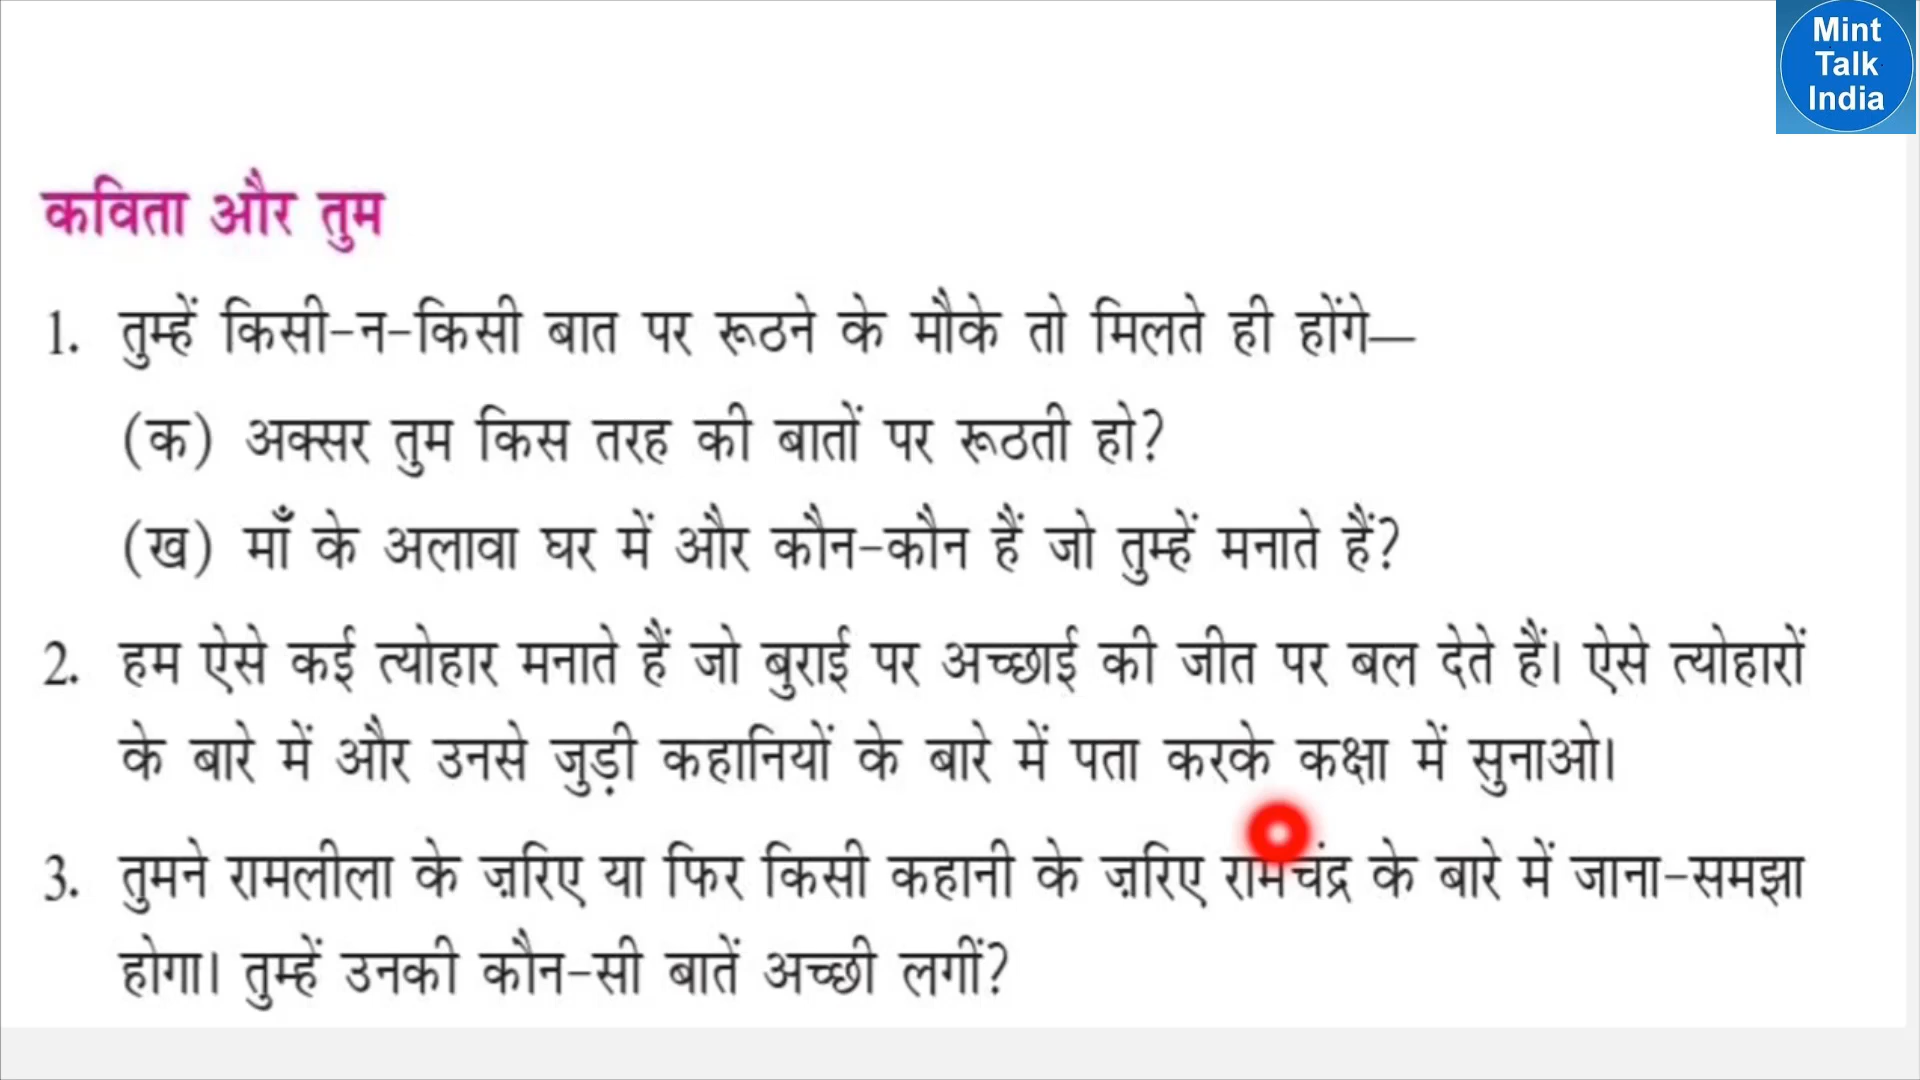 Mint
Talk
India
कविता और तुम
1. तुम्हें किसी-न-किसी बात पर रूठने के मौके तो मिलते ही होंगे—
(क) अक्सर तुम किस तरह की बातों पर रूठती हो?
(ख) माँ के अलावा घर में और कौन-कौन हैं जो तुम्हें मनाते हैं?
2. हम ऐसे कई त्योहार मनाते हैं जो बुराई पर अच्छाई की जीत पर बल देते हैं। ऐसे त्योहारों
के बारे में और उनसे जुड़ी कहानियों के बारे में पता करके कक्षा में सुनाओ।
3. तुमने रामलीला के ज़रिए या फिर किसी कहानी के ज़रिए रामचंद्र के बारे में जाना-समझा
होगा। तुम्हें उनकी कौन-सी बातें अच्छी लगीं?